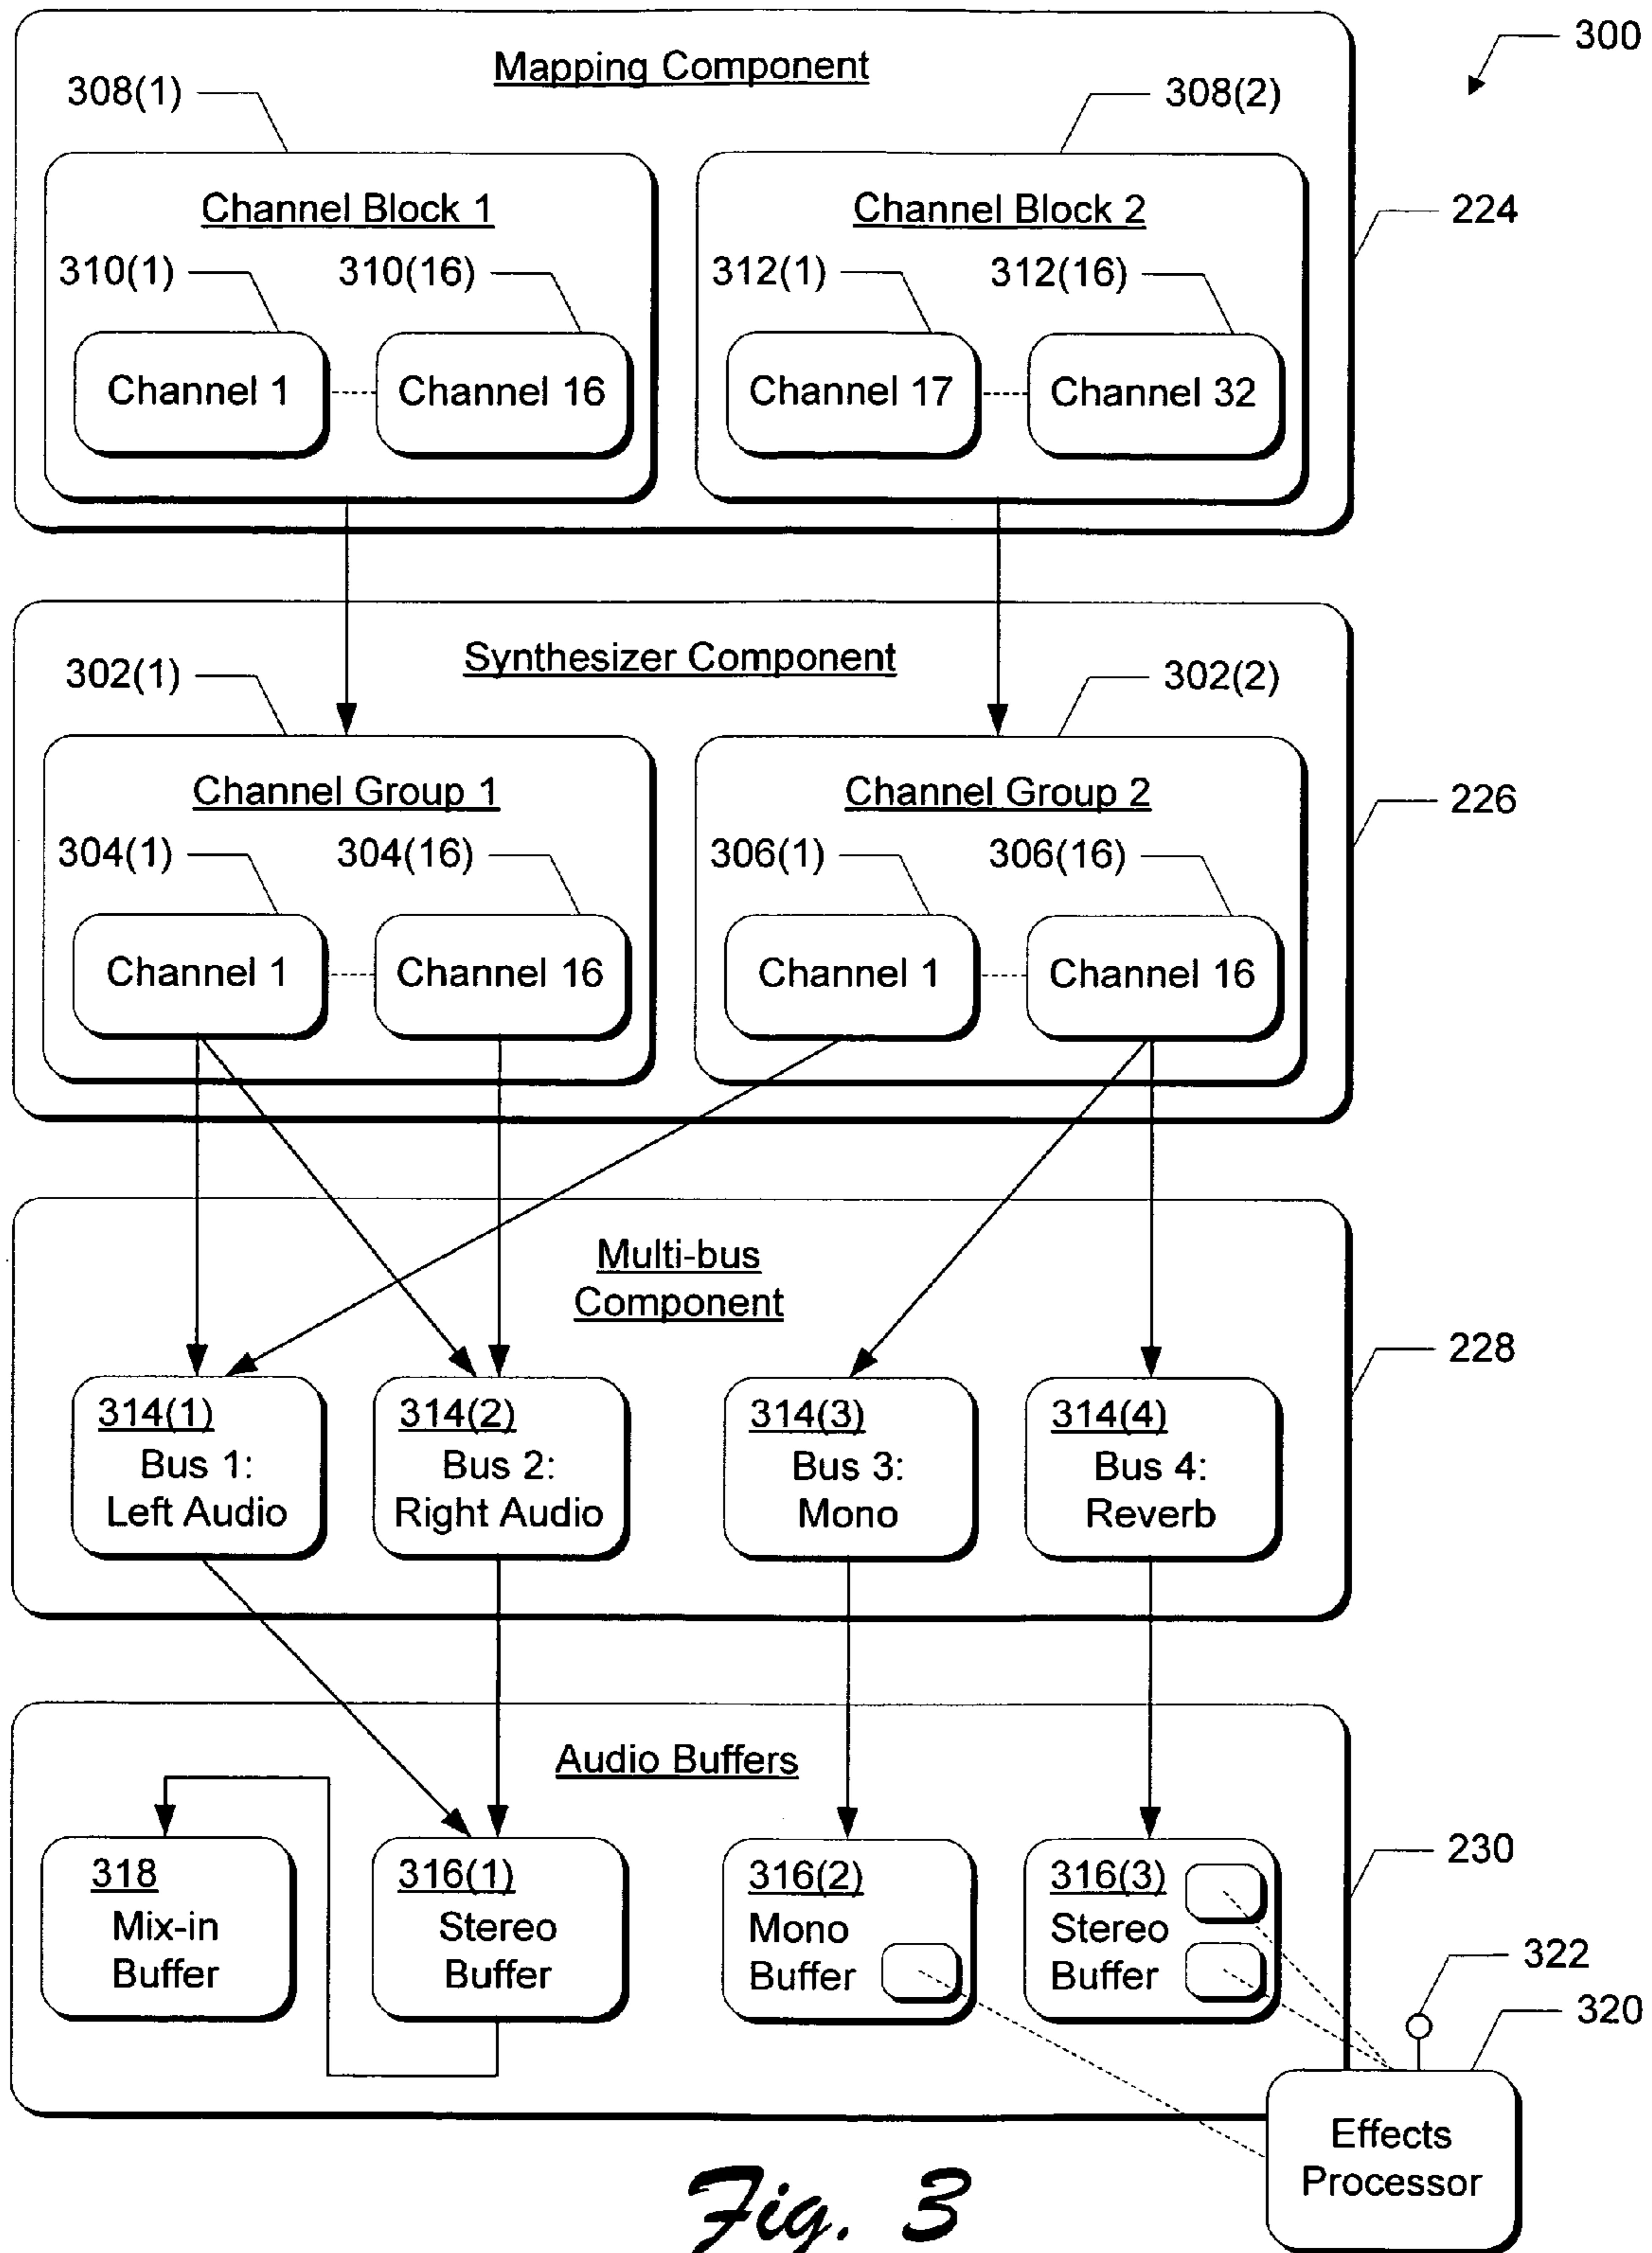 300
Mapping Component
308(1)
308(2)
Channel Block 1
Channel Block 2
224
310(1)
310(16)
312(1)
312(16)
Channel 1
Channel 16
Channel 17
Channel 32
Synthesizer Component
302(1)
302(2)
Channel Group 1
Channel Group 2
226
304(1)
304(16)
306(1)
306(16)
Channel 1
Channel 16
Channel 1
Channel 16
Multi-bus
Component
228
314(1)
Bus 1:
Left Audio
314(2)
Bus 2:
Right Audio
314(3)
Bus 3:
Mono
314(4)
Bus 4:
Reverb
Audio Buffers
230
318
Mix-in
Buffer
316(1)
Stereo
Buffer
316(2)
Mono
Buffer
316(3)
Stereo
Buffer
322
320
Effects
Processor
Fig. 3